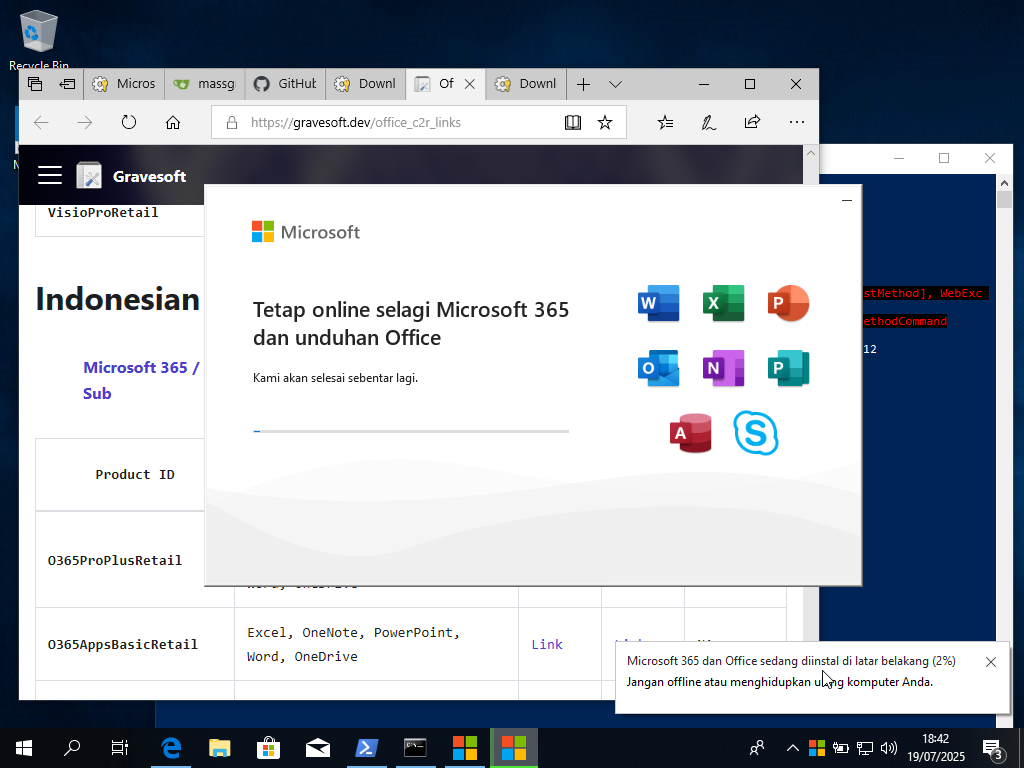 Recycle Bin
Micros
massg
GitHub
Downl
Of
Downl
https://gravesoft.dev/office_c2r_links
Gravesoft
VisioProRetail
Indonesian
Microsoft 365 /
Sub
Product ID
O365ProPlusRetail
Word, OneDrive
O365AppsBasicRetail
Excel, OneNote, PowerPoint,
Word, OneDrive
Link
Microsoft
Tetap online selagi Microsoft 365
dan unduhan Office
Kami akan selesai sebentar lagi.
W
X
P
O
N
P
A
S
stMethod], WebExc
ethodCommand
12
Microsoft 365 dan Office sedang diinstal di latar belakang (2%)
Jangan offline atau menghidupkan ulang komputer Anda.
18:42
19/07/2025
3